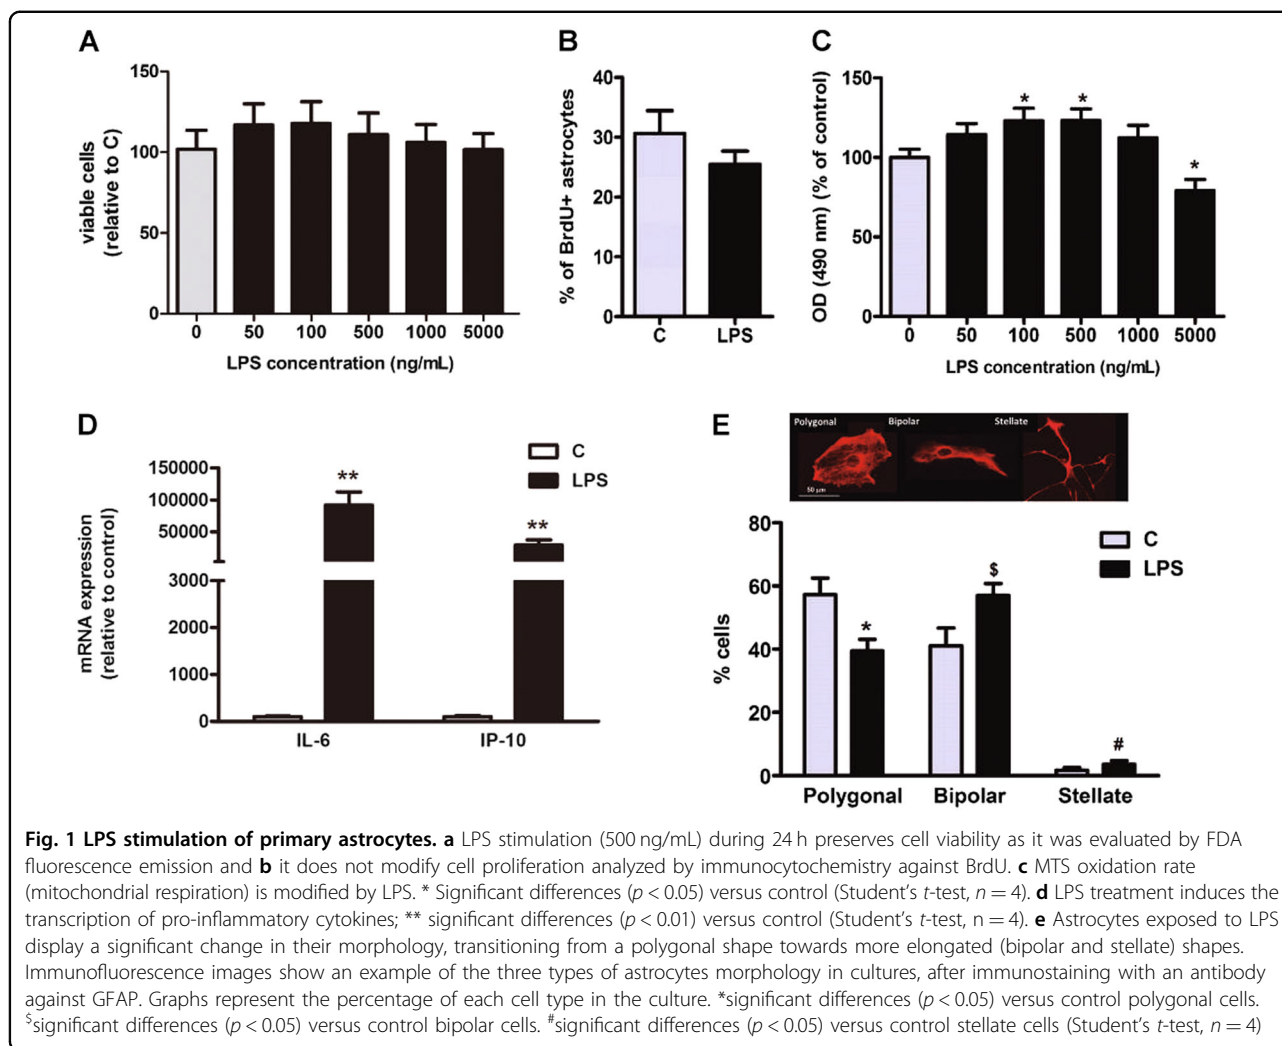 A
viable cells
(relative to C)
150
100
50
0
0 50 100 500 1000 5000
LPS concentration (ng/mL)
B
% of BrdU+ astrocytes
40
30
20
10
0
C LPS
C
OD (490 nm) (% of control)
150
100
50
0
* * *
0 50 100 500 1000 5000
LPS concentration (ng/mL)
D
mRNA expression
(relative to control)
150000
100000
50000
3000
2000
1000
0
** **
C
LPS
IL-6 IP-10
E
Polygonal Bipolar Stellate
50 µm
% cells
80
60
40
20
0
* $ #
C
LPS
Polygonal Bipolar Stellate
Fig. 1 LPS stimulation of primary astrocytes. a LPS stimulation (500 ng/mL) during 24 h preserves cell viability as it was evaluated by FDA
fluorescence emission and b it does not modify cell proliferation analyzed by immunocytochemistry against BrdU. c MTS oxidation rate
(mitochondrial respiration) is modified by LPS. * Significant differences (p < 0.05) versus control (Student's t-test, n = 4). d LPS treatment induces the
transcription of pro-inflammatory cytokines; ** significant differences (p < 0.01) versus control (Student's t-test, n = 4). e Astrocytes exposed to LPS
display a significant change in their morphology, transitioning from a polygonal shape towards more elongated (bipolar and stellate) shapes.
Immunofluorescence images show an example of the three types of astrocytes morphology in cultures, after immunostaining with an antibody
against GFAP. Graphs represent the percentage of each cell type in the culture. *significant differences (p < 0.05) versus control polygonal cells.
$significant differences (p < 0.05) versus control bipolar cells. #significant differences (p < 0.05) versus control stellate cells (Student's t-test, n = 4)